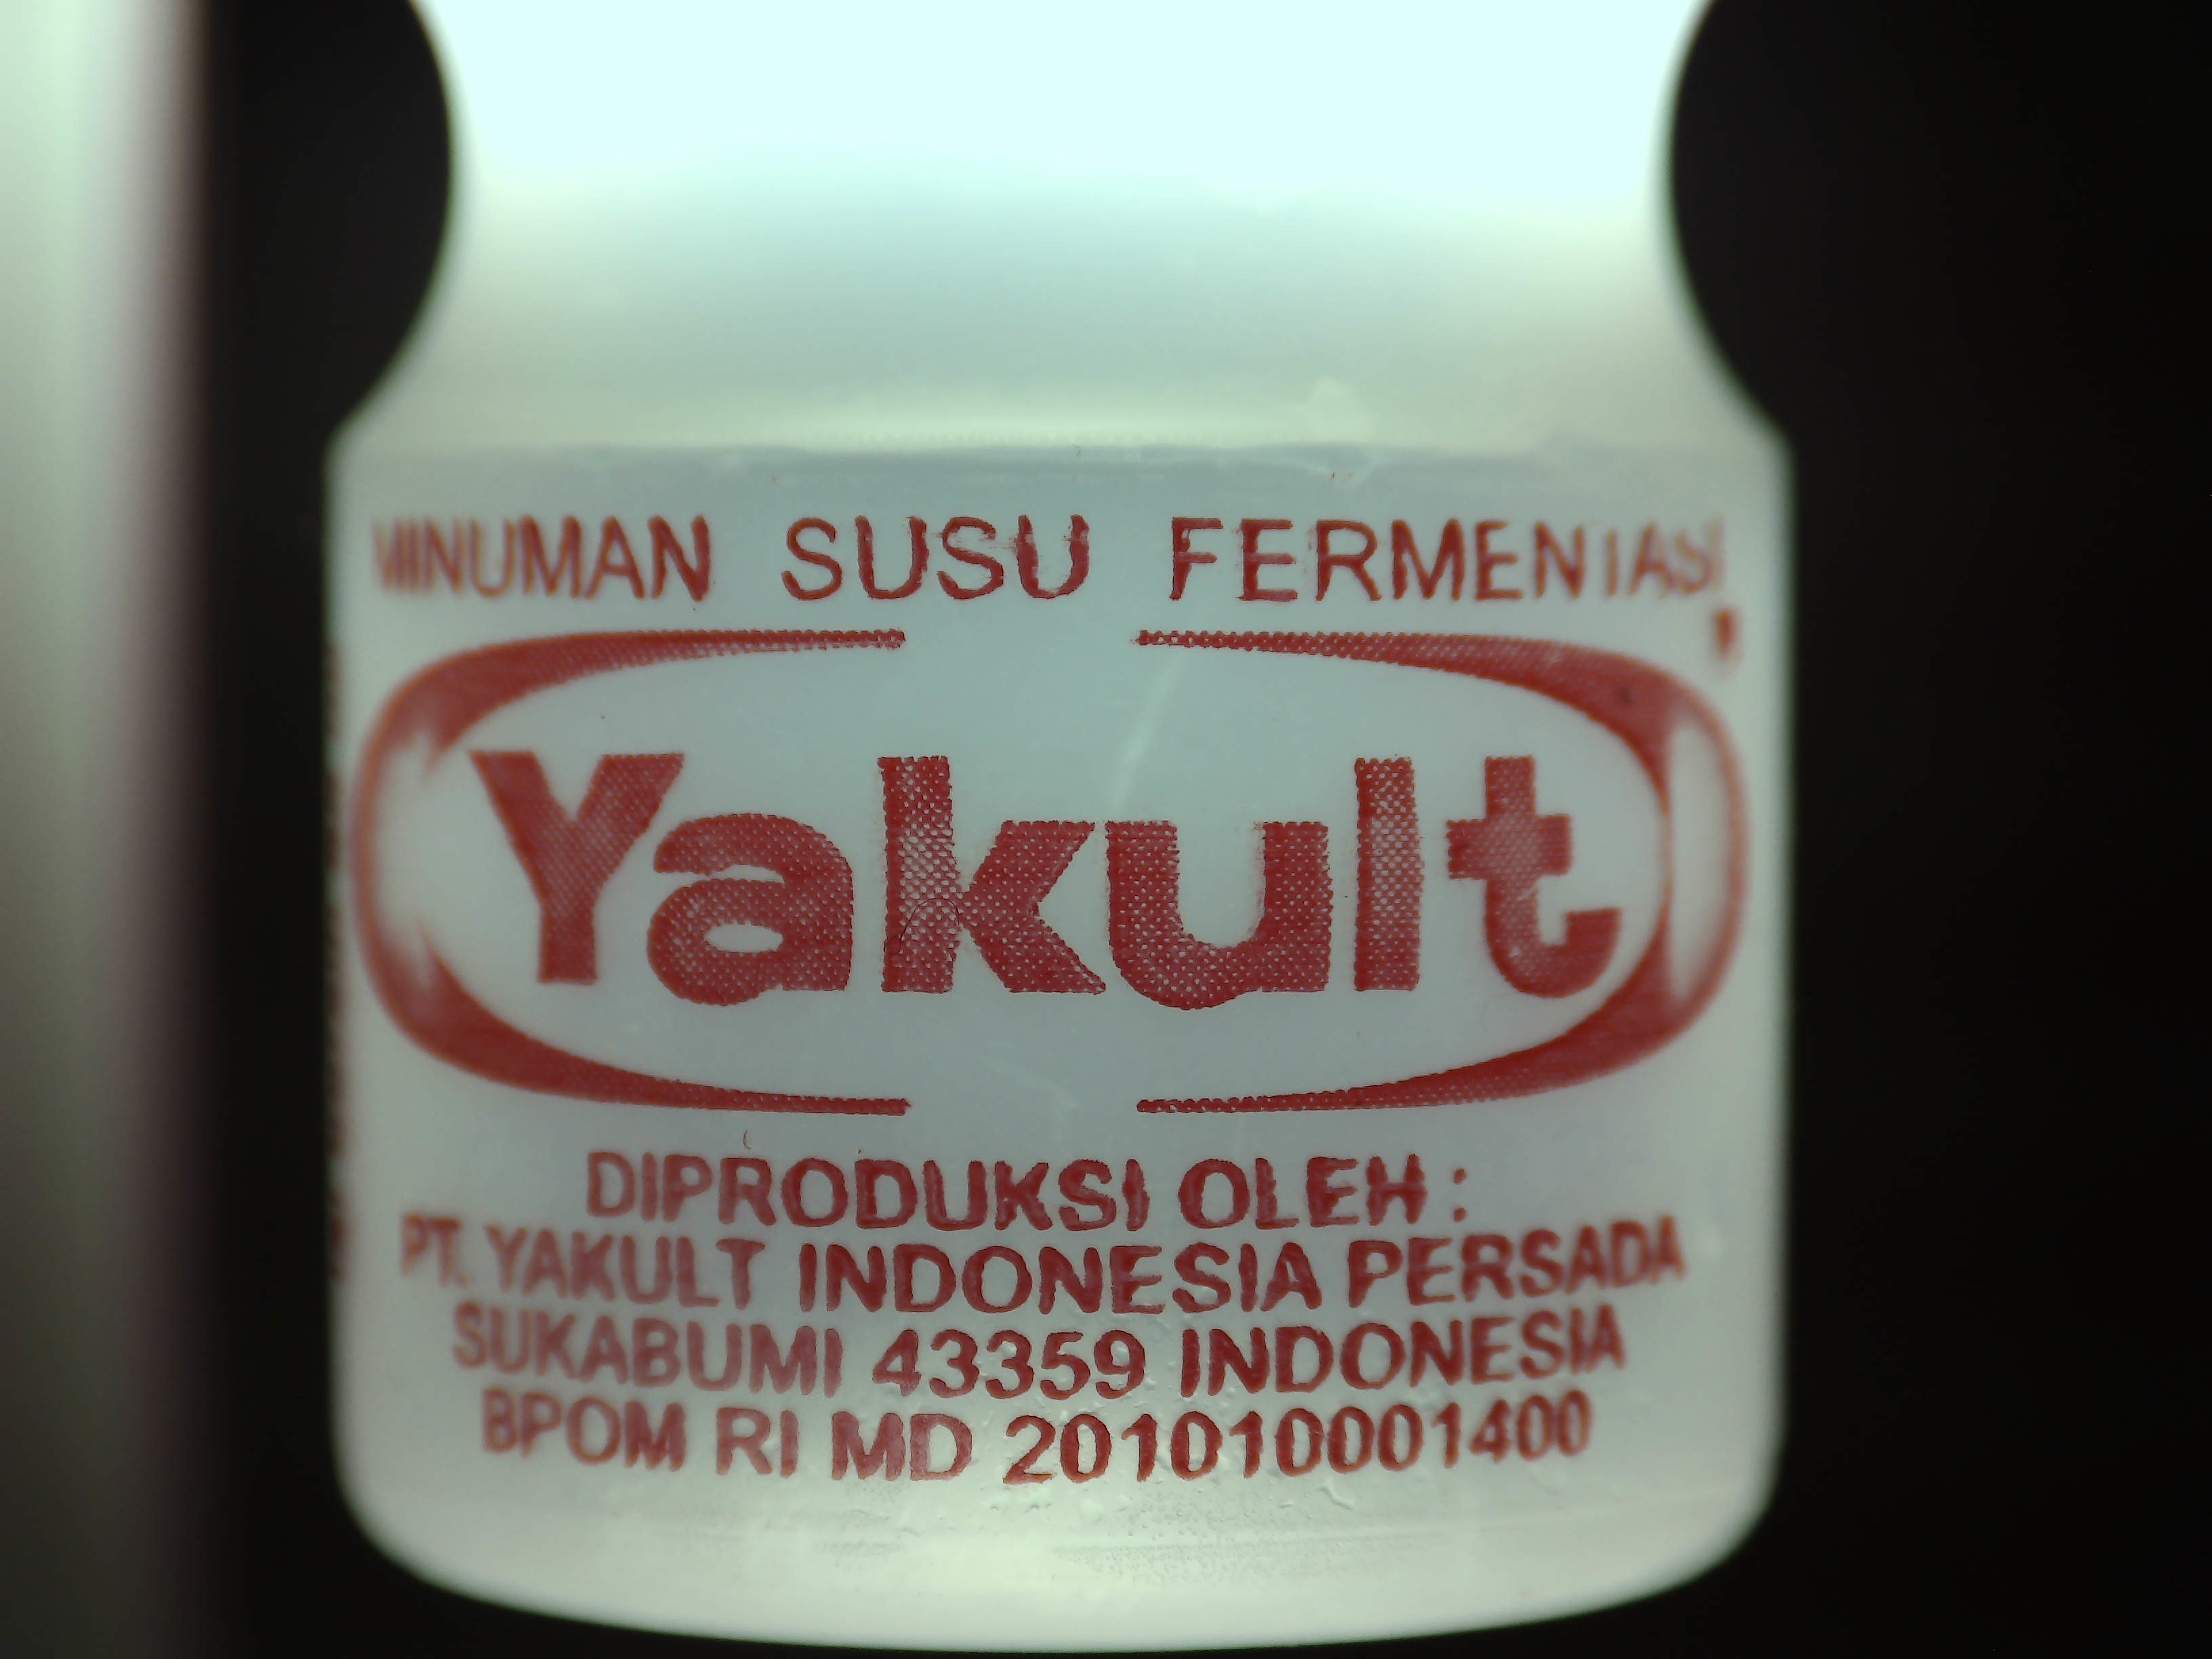 MINUMAN SUSU FERMENTASI
Yakult
DIPRODUKSI OLEH :
PT. YAKULT INDONESIA PERSADA
SUKABUMI 43359 INDONESIA
BPOM RI MD 201010001400